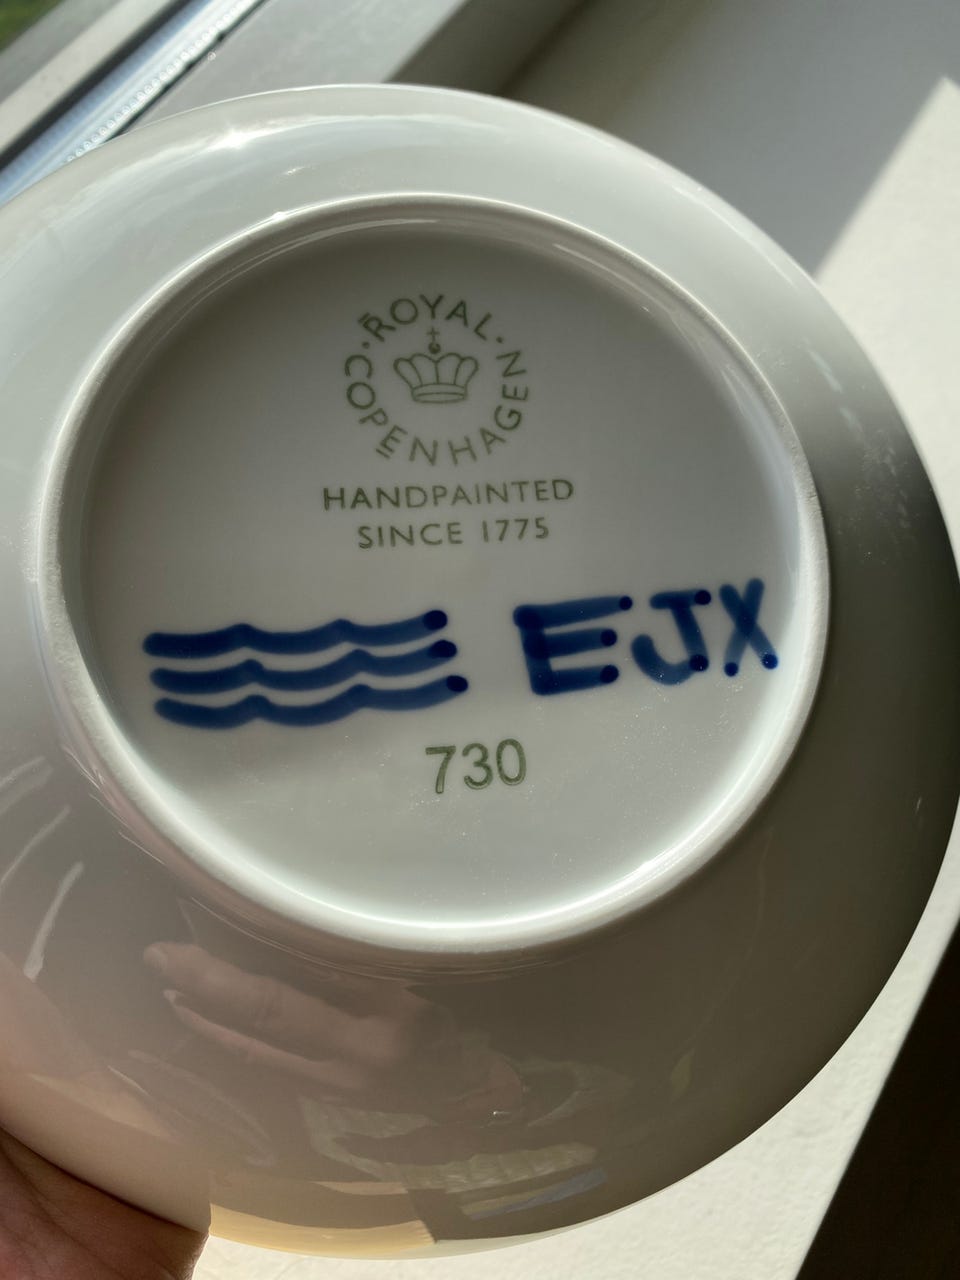 ROYAL
COPENHAGEN
HANDPAINTED
SINCE 1775
EJX
730